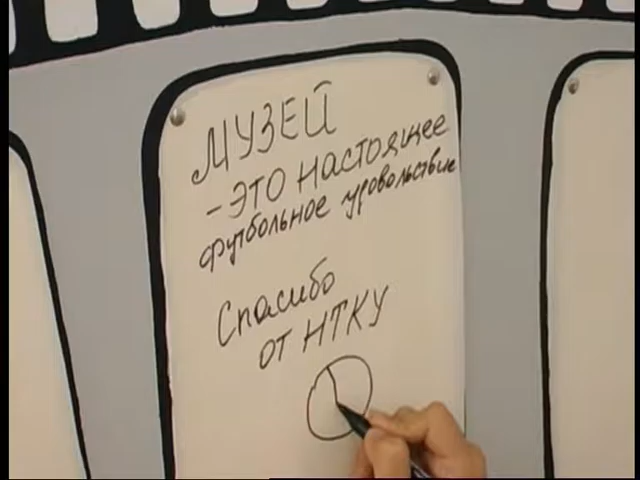 МУЗЕЙ
- ЭТО НАСТОЯЩЕЕ
футбольное удовольствие
Спасибо
от НТКУ